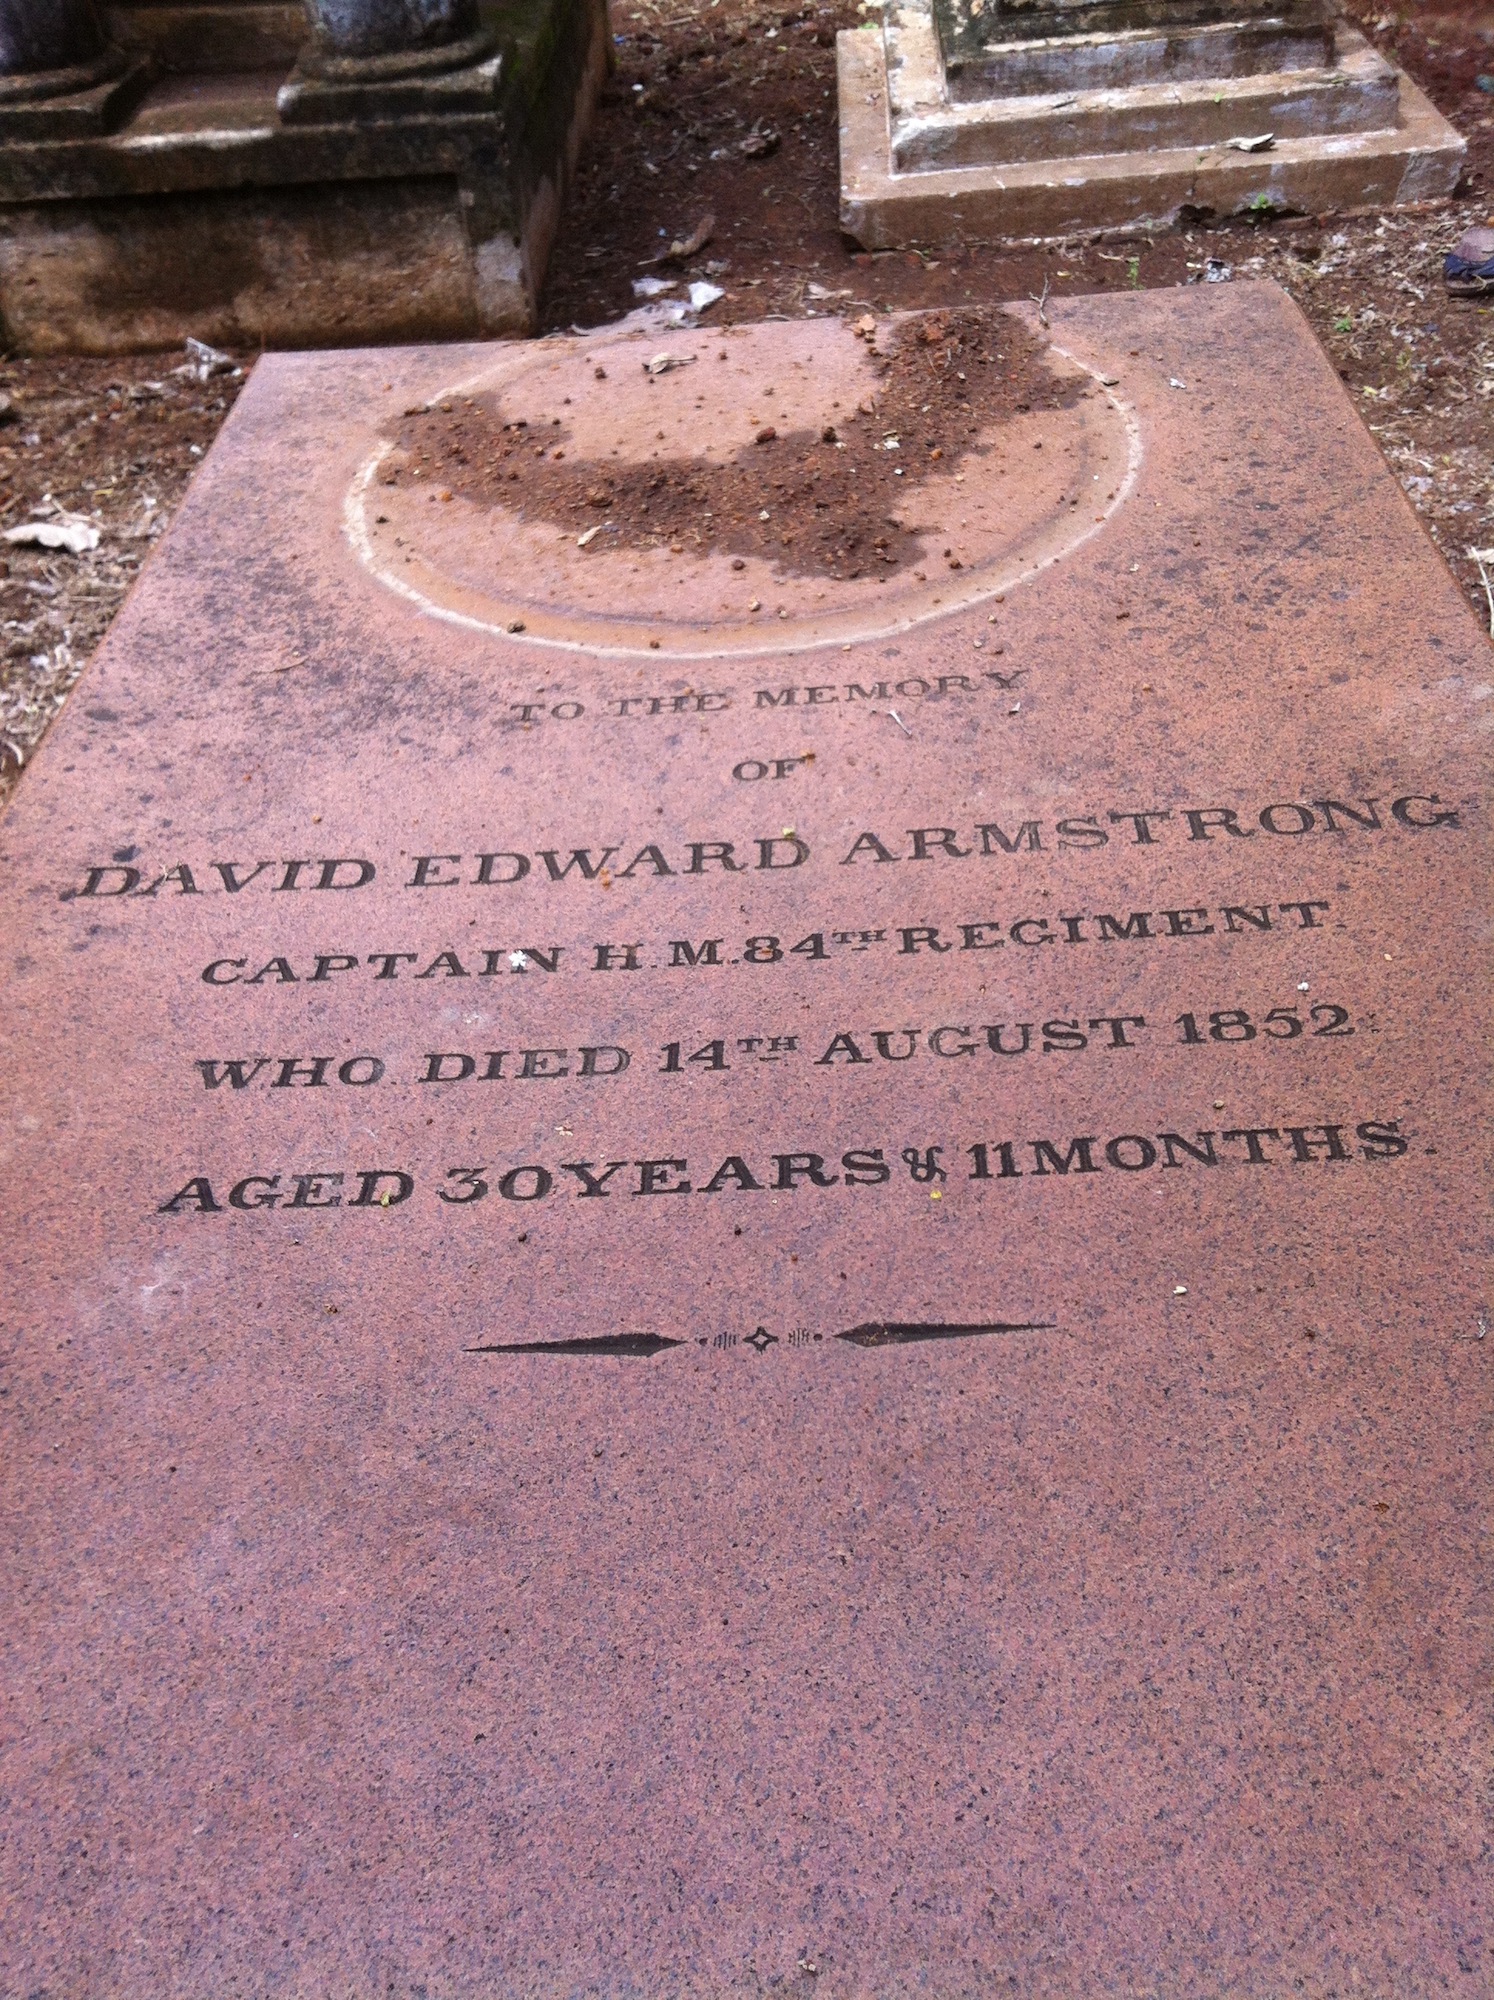 TO THE MEMORY
OF
DAVID EDWARD ARMSTRONG
CAPTAIN H.M. 84TH REGIMENT.
WHO DIED 14TH AUGUST 1852.
AGED 30 YEARS & 11 MONTHS.